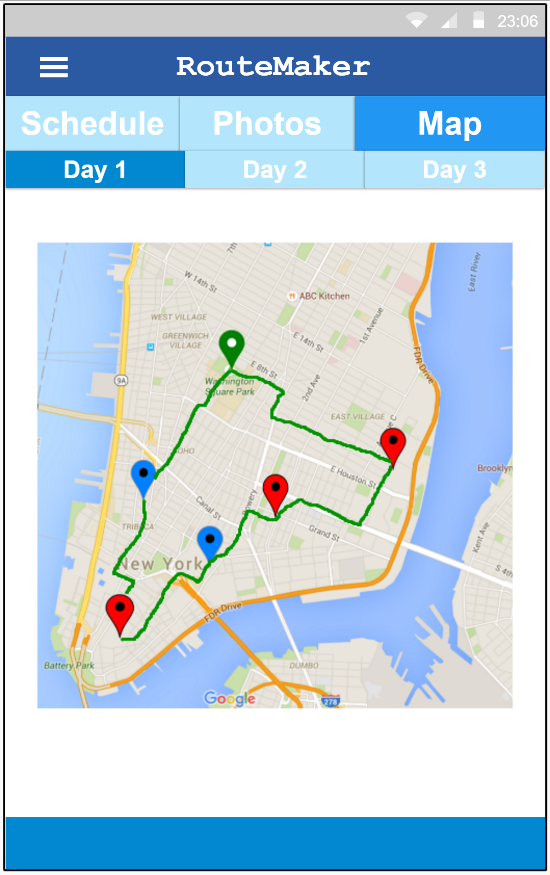 23:06
RouteMaker
Schedule Photos Map
Day 1 Day 2 Day 3
7th
East River
W 14th St
ABC Kitchen
1st Avenue
WEST VILLAGE
GREENWICH
VILLAGE
E 14th St
FDR Drive
E 8th St
9A
2nd Ave
Washington
Square Park
EAST VILLAGE
C
E Houston St
Brooklyn
Canal St
TRIBECA
Grand St
Kent Ave
New York
S 4th
FDR Drive
Battery Park
DUMBO
Google
278